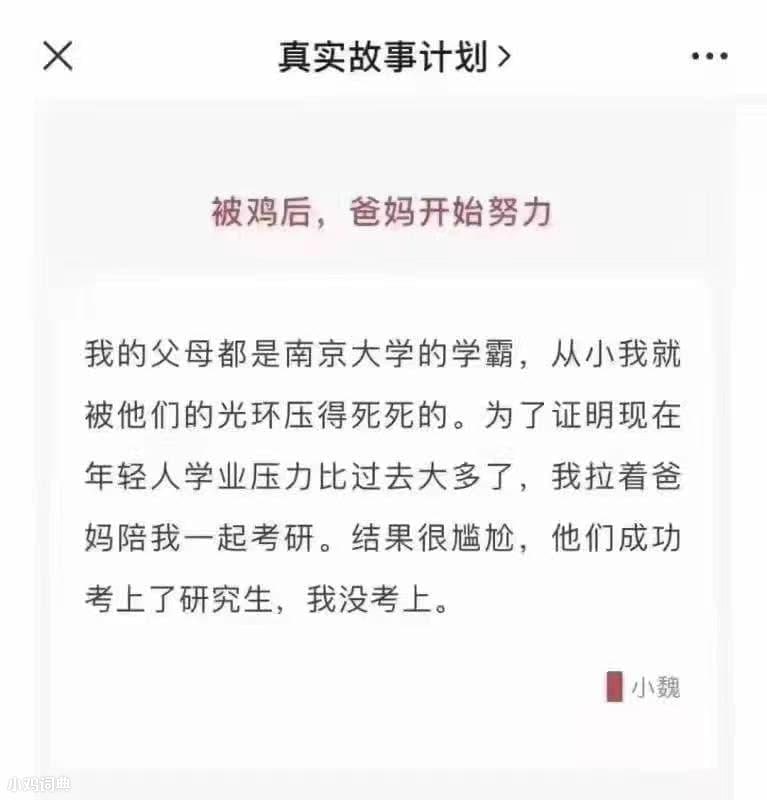 真实故事计划
被鸡后，爸妈开始努力
我的父母都是南京大学的学霸，从小我就
被他们的光环压得死死的。为了证明现在
年轻人学业压力比过去大多了，我拉着爸
妈陪我一起考研。结果很尴尬，他们成功
考上了研究生，我没考上。
小魏
小鸡词典